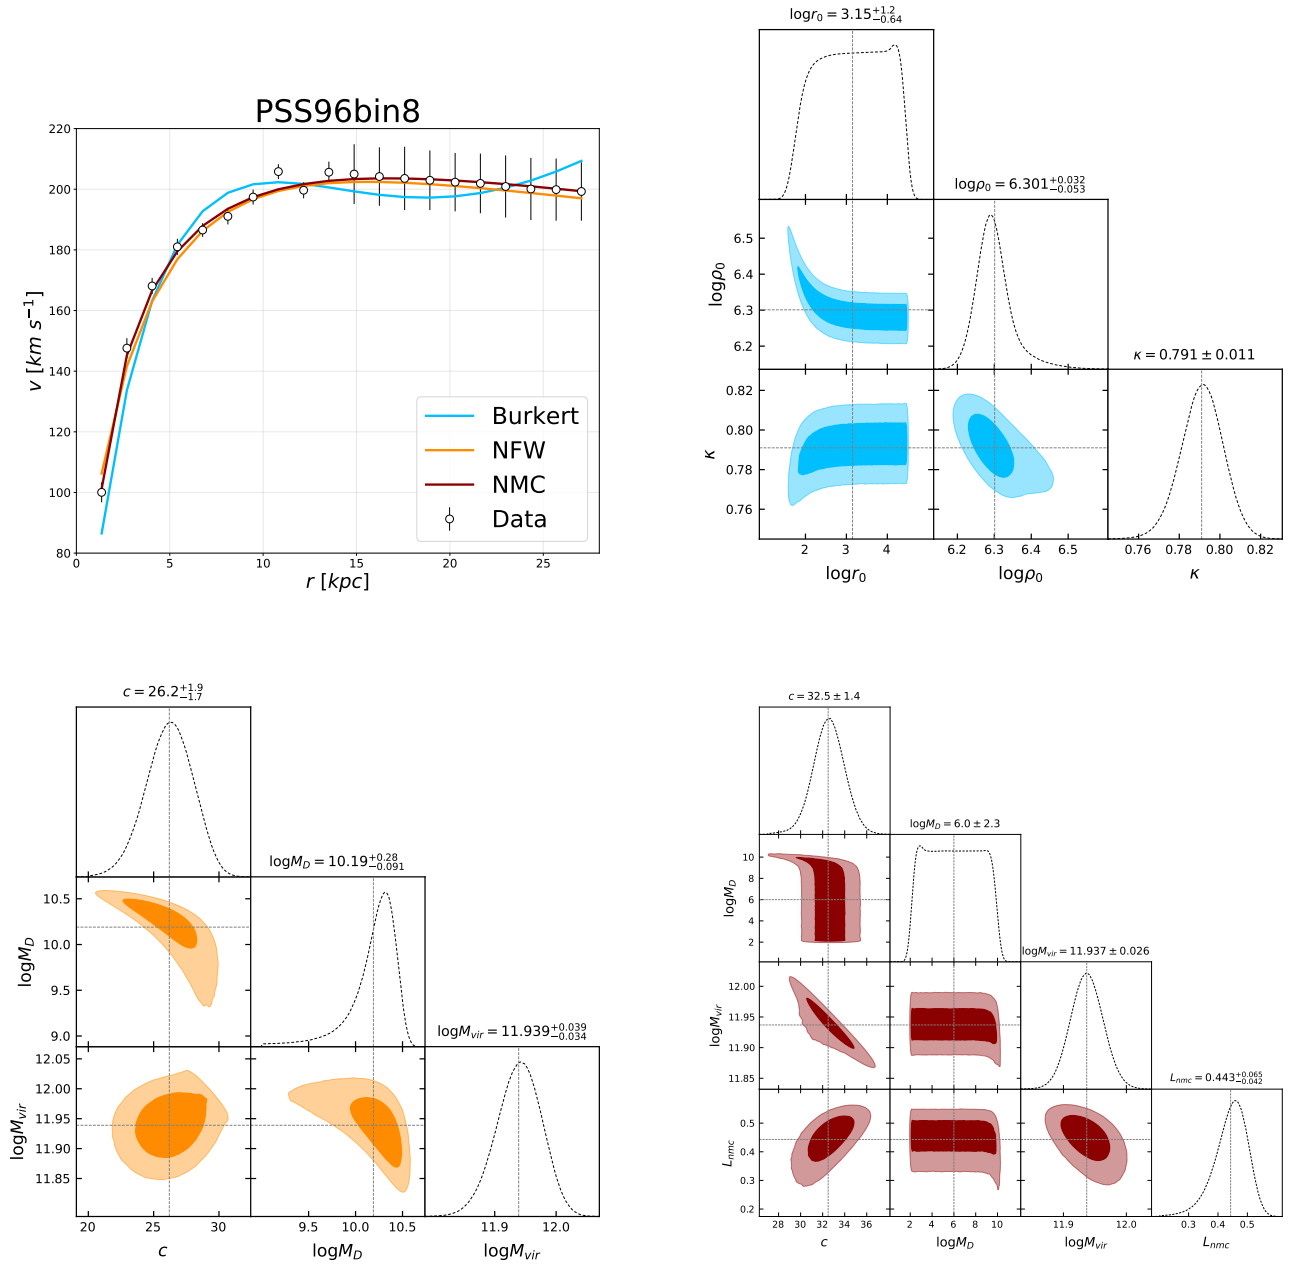 PSS96bin8
220
200
180
160
140
120
100
80
0 5 10 15 20 25
v [km s⁻¹]
r [kpc]
Burkert
NFW
NMC
Data
logr₀ = 3.15 +1.2 −0.64
logρ₀ = 6.301 +0.032 −0.053
κ = 0.791 ± 0.011
6.5
6.4
6.3
6.2
logρ₀
0.82
0.80
0.78
0.76
κ
2 3 4
6.2 6.3 6.4 6.5
0.76 0.78 0.80 0.82
logr₀
logρ₀
κ
c = 26.2 +1.9 −1.7
logM_D = 10.19 +0.28 −0.091
logM_vir = 11.939 +0.039 −0.034
10.5
10.0
9.5
9.0
logM_D
12.05
12.00
11.95
11.90
11.85
logM_vir
20 25 30
9.5 10.0 10.5
11.9 12.0
c
logM_D
logM_vir
c = 32.5 ± 1.4
logM_D = 6.0 ± 2.3
logM_vir = 11.937 ± 0.026
L_nmc = 0.443 +0.065 −0.042
10
8
6
4
2
logM_D
12.00
11.95
11.90
11.85
logM_vir
0.5
0.4
0.3
0.2
L_nmc
28 30 32 34 36
2 4 6 8 10
11.9 12.0
0.3 0.5
c
logM_D
logM_vir
L_nmc